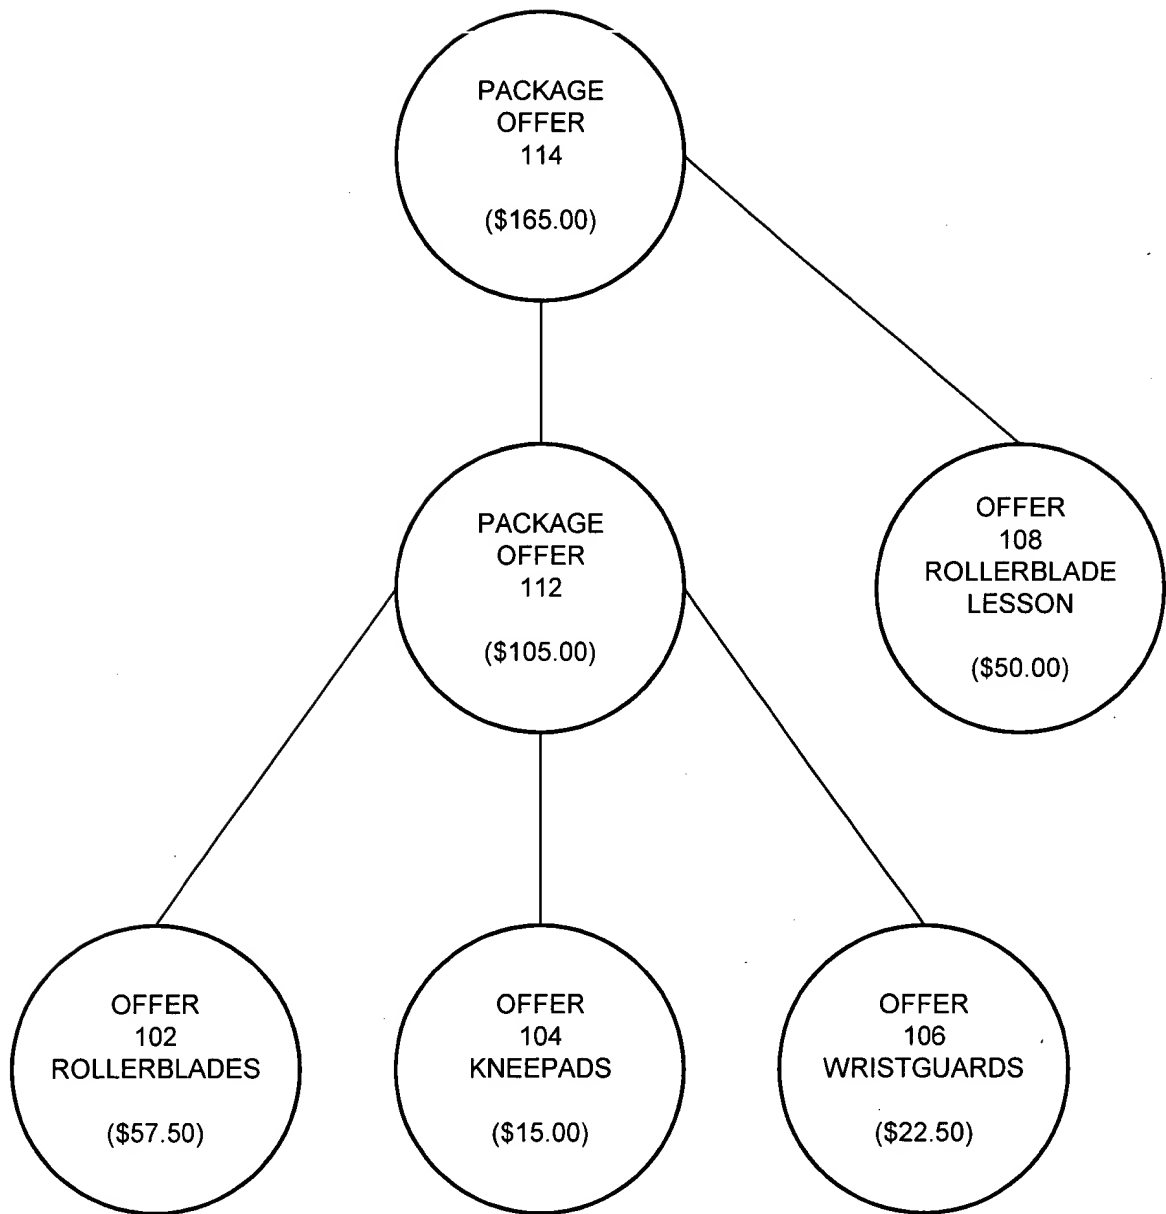 PACKAGE
OFFER
114
($165.00)
PACKAGE
OFFER
112
($105.00)
OFFER
108
ROLLERBLADE
LESSON
($50.00)
OFFER
102
ROLLERBLADES
($57.50)
OFFER
104
KNEEPADS
($15.00)
OFFER
106
WRISTGUARDS
($22.50)